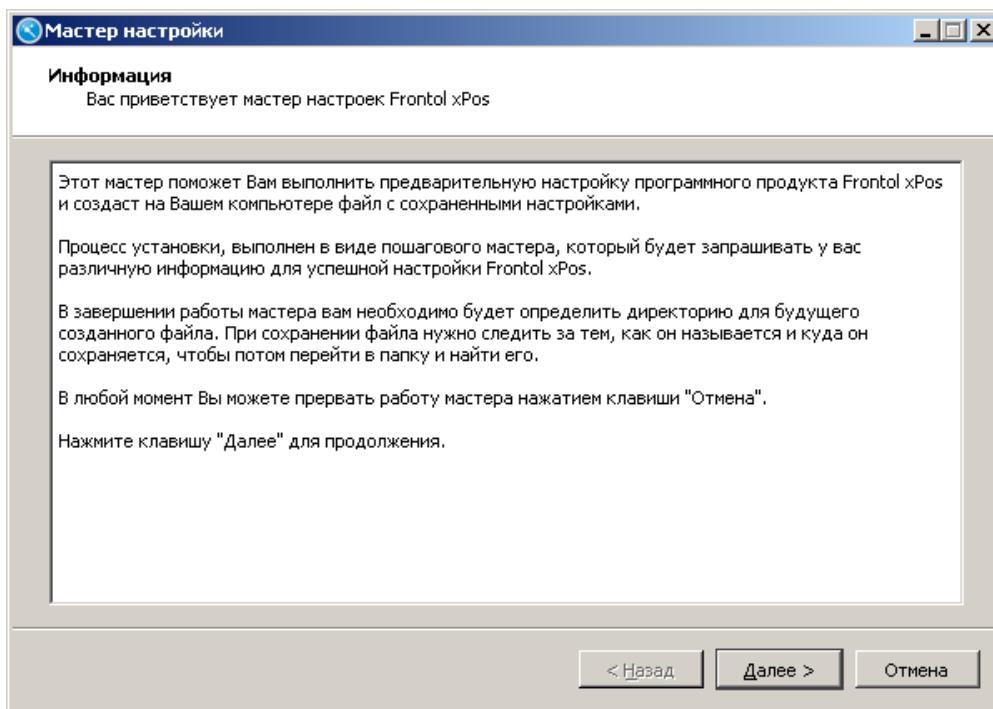 Мастер настройки
Информация
Вас приветствует мастер настроек Frontol xPos
Этот мастер поможет Вам выполнить предварительную настройку программного продукта Frontol xPos
и создаст на Вашем компьютере файл с сохраненными настройками.
Процесс установки, выполнен в виде пошагового мастера, который будет запрашивать у вас
различную информацию для успешной настройки Frontol xPos.
В завершении работы мастера вам необходимо будет определить директорию для будущего
созданного файла. При сохранении файла нужно следить за тем, как он называется и куда он
сохраняется, чтобы потом перейти в папку и найти его.
В любой момент Вы можете прервать работу мастера нажатием клавиши "Отмена".
Нажмите клавишу "Далее" для продолжения.
< Назад Далее > Отмена